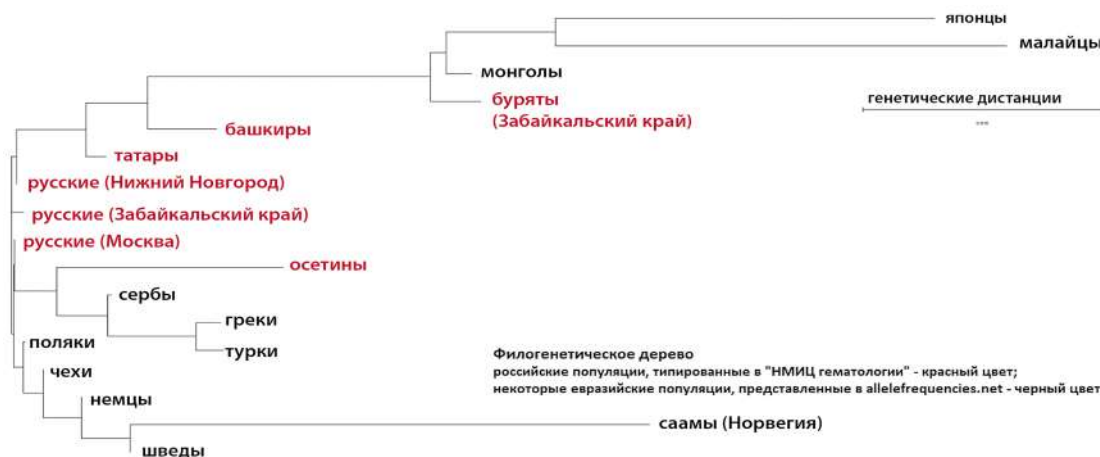 японцы
малайцы
монголы
буряты
(Забайкальский край)
генетические дистанции
башкиры
татары
русские (Нижний Новгород)
русские (Забайкальский край)
русские (Москва)
осетины
сербы
греки
турки
поляки
чехи
немцы
саамы (Норвегия)
шведы
Филогенетическое дерево
российские популяции, типированные в "НМИЦ гематологии" - красный цвет;
некоторые евразийские популяции, представленные в allelefrequencies.net - черный цвет